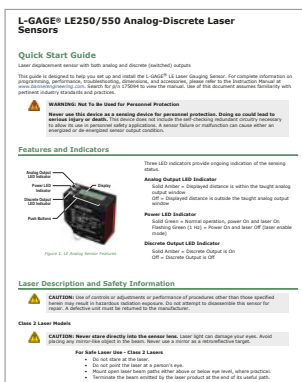 L-GAGE® LE250/550 Analog-Discrete Laser
Sensors
Quick Start Guide
Laser displacement sensor with both analog and discrete (switched) outputs
This guide is designed to help you set up and install the L-GAGE® LE Laser Gauging Sensor. For complete information on
programming, performance, troubleshooting, dimensions, and accessories, please refer to the Instruction Manual at
www.bannerengineering.com. Search for p/n 175094 to view the manual. Use of this document assumes familiarity with
pertinent industry standards and practices.
WARNING: Not To Be Used for Personnel Protection
Never use this device as a sensing device for personnel protection. Doing so could lead to
serious injury or death. This device does not include the self-checking redundant circuitry necessary
to allow its use in personnel safety applications. A sensor failure or malfunction can cause either an
energized or de-energized sensor output condition.
Features and Indicators
Analog Output
LED Indicator
Power LED
Indicator
Discrete Output
LED Indicator
Push Buttons
Display
Figure 1. LE Analog Sensor Features
Three LED indicators provide ongoing indication of the sensing
status.
Analog Output LED Indicator
Solid Amber = Displayed distance is within the taught analog
output window
Off = Displayed distance is outside the taught analog output
window
Power LED Indicator
Solid Green = Normal operation, power On and laser On
Flashing Green (1 Hz) = Power On and laser Off (laser enable
mode)
Discrete Output LED Indicator
Solid Amber = Discrete Output is On
Off = Discrete Output is Off
Laser Description and Safety Information
CAUTION: Use of controls or adjustments or performance of procedures other than those specified
herein may result in hazardous radiation exposure. Do not attempt to disassemble this sensor for
repair. A defective unit must be returned to the manufacturer.
Class 2 Laser Models
CAUTION: Never stare directly into the sensor lens. Laser light can damage your eyes. Avoid
placing any mirror-like object in the beam. Never use a mirror as a retroreflective target.
For Safe Laser Use - Class 2 Lasers
• Do not stare at the laser.
• Do not point the laser at a person's eye.
• Mount open laser beam paths either above or below eye level, where practical.
• Terminate the beam emitted by the laser product at the end of its useful path.